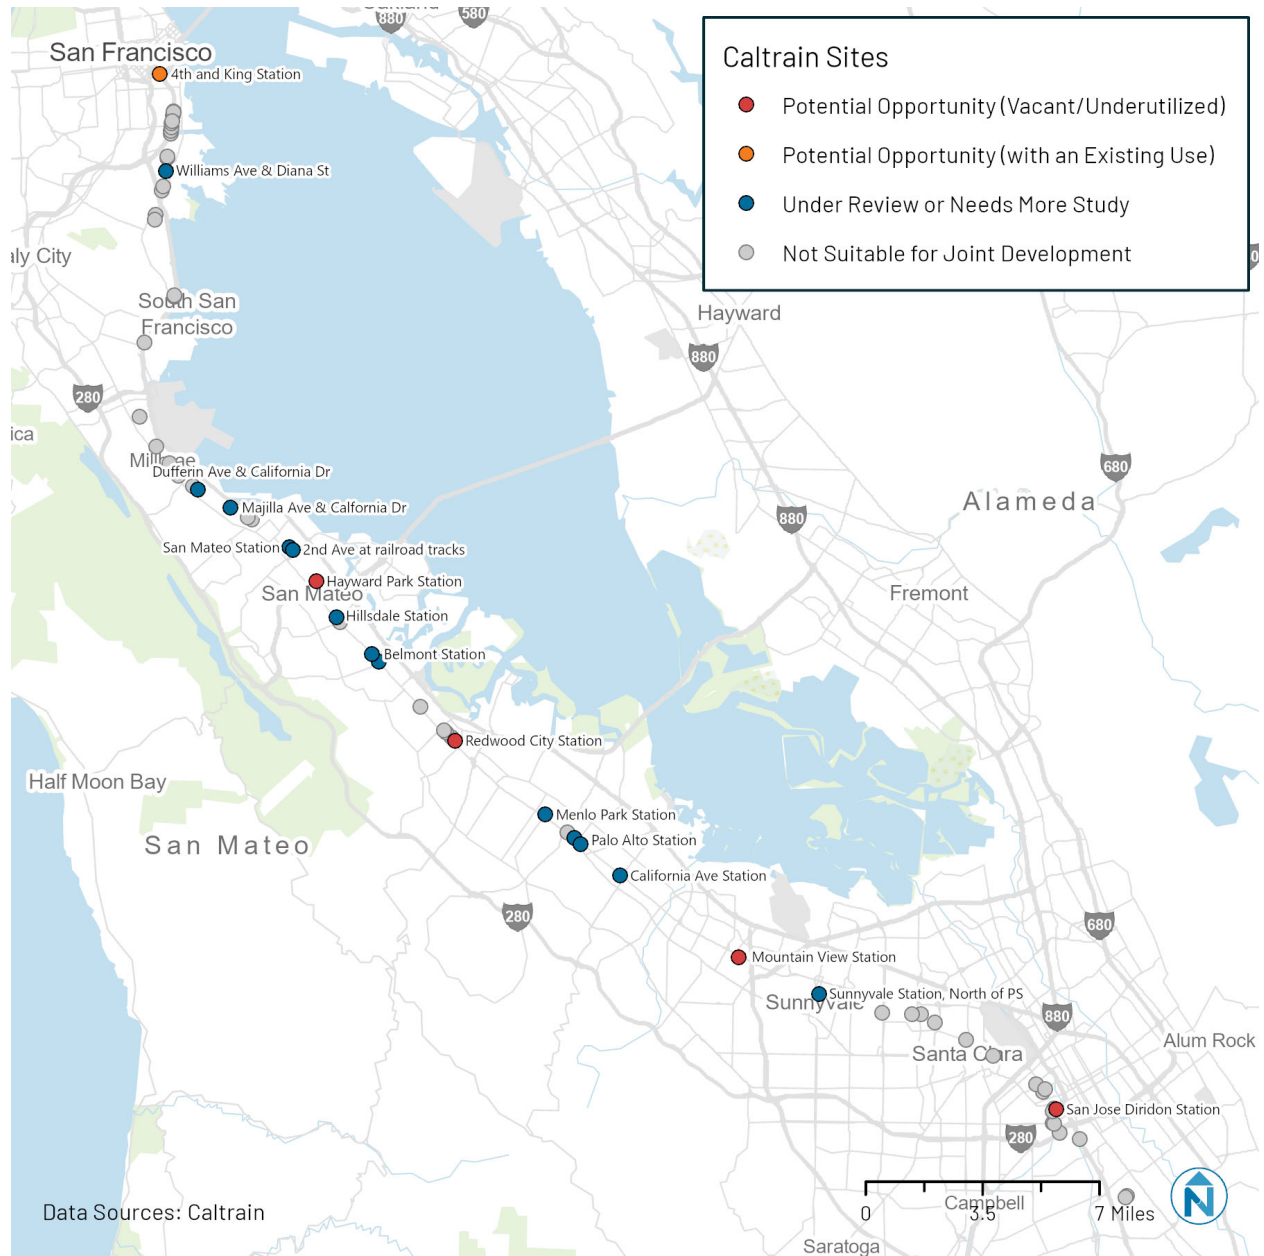 Oakland
880
580
San Francisco
4th and King Station
Caltrain Sites
Potential Opportunity (Vacant/Underutilized)
Potential Opportunity (with an Existing Use)
Under Review or Needs More Study
Not Suitable for Joint Development
Williams Ave & Diana St
aly City
South San
Francisco
Hayward
880
280
ica
Millbrae
Dufferin Ave & California Dr
680
Majilla Ave & Calfornia Dr
Alameda
880
San Mateo Station
2nd Ave at railroad tracks
Hayward Park Station
San Mateo
Fremont
Hillsdale Station
Belmont Station
Redwood City Station
Half Moon Bay
Menlo Park Station
San Mateo
Palo Alto Station
California Ave Station
280
680
Mountain View Station
Sunnyvale Station, North of PS
Sunnyvale
880
Santa Clara
Alum Rock
San Jose Diridon Station
280
Campbell
0
3.5
7 Miles
N
Data Sources: Caltrain
Saratoga